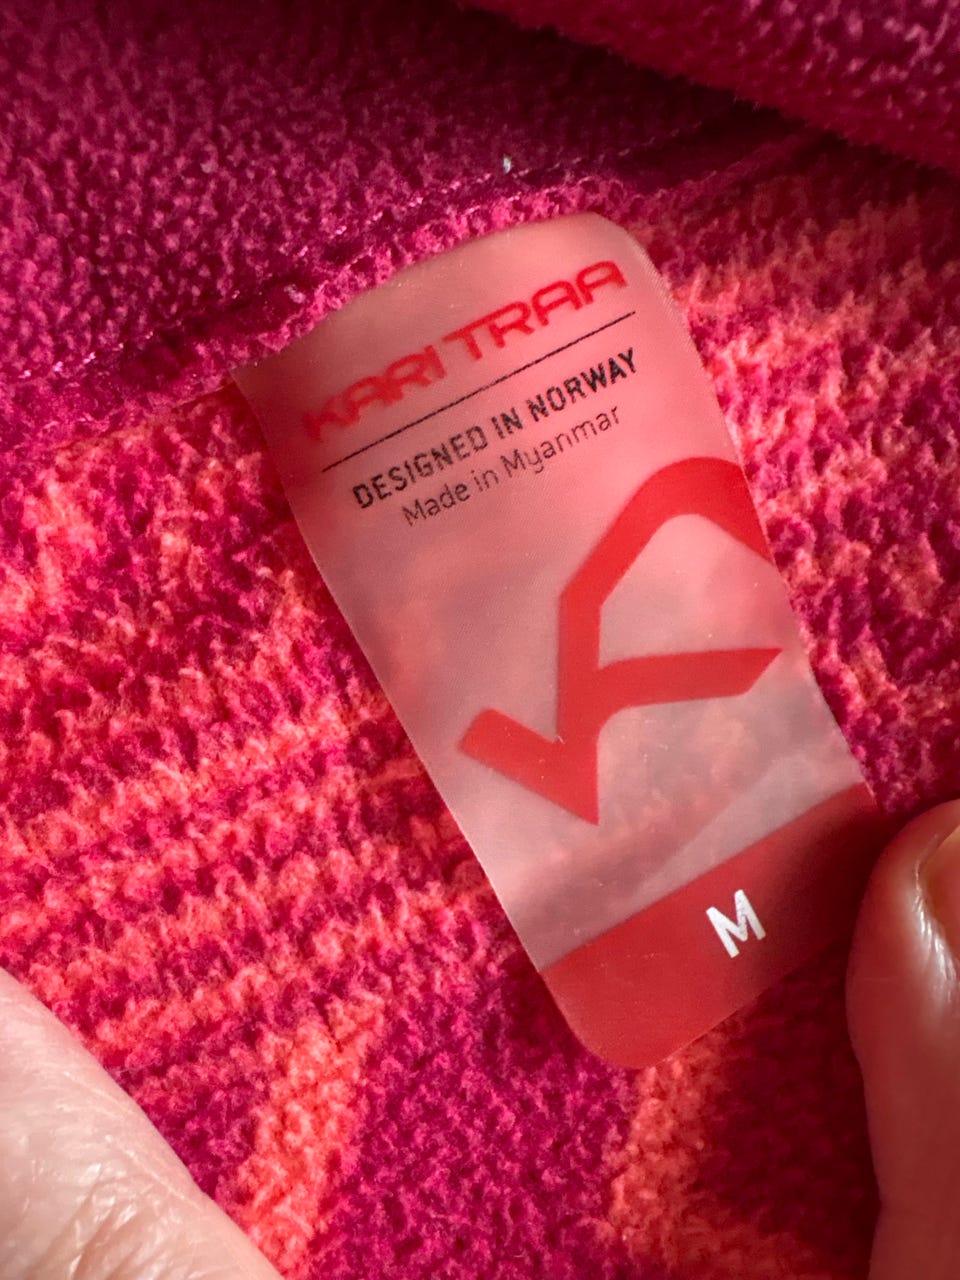 KARI TRAA
DESIGNED IN NORWAY
Made in Myanmar
M